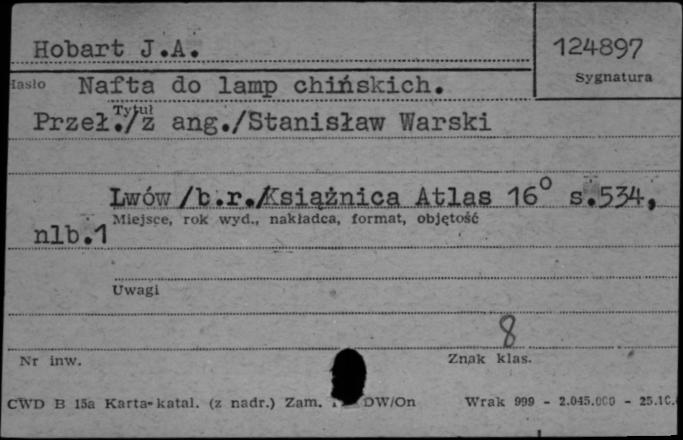 Hobart J.A.
124897
Hasło
Sygnatura
Nafta do lamp chińskich.
Tytuł
Przeł./z ang./Stanisław Warski
Lwów /b.r./Książnica Atlas 16° s.534,
Miejsce, rok wyd., nakładca, format, objętość
nlb.1
Uwagi
8
Nr inw.
Znak klas.
CWD B 15a Karta-katal. (z nadr.) Zam. DW/On Wrak 999 - 2.045.000 - 25.10.